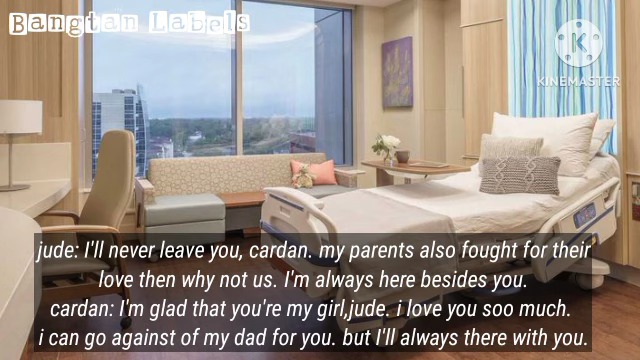 Bangtan Labels
KINEMASTER
jude: I'll never leave you, cardan. my parents also fought for their
love then why not us. I'm always here besides you.
cardan: I'm glad that you're my girl,jude. i love you soo much.
i can go against of my dad for you. but I'll always there with you.